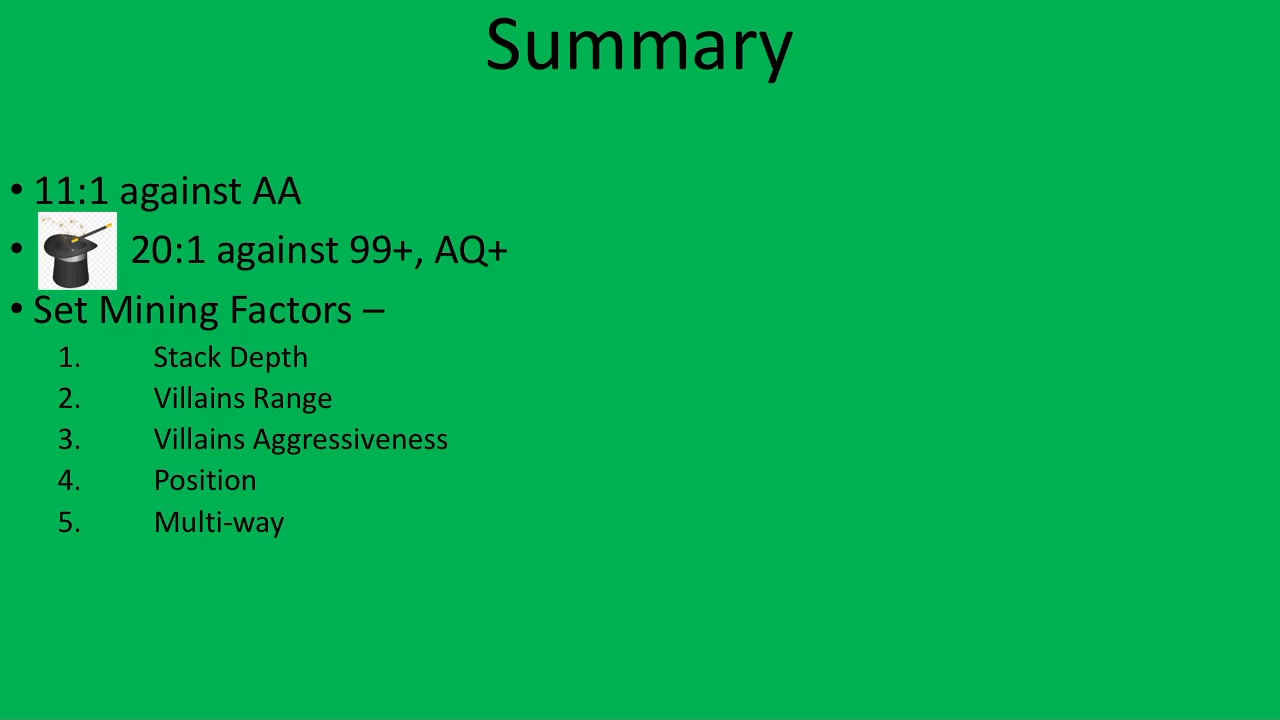 Summary
• 11:1 against AA
• 20:1 against 99+, AQ+
• Set Mining Factors –
1. Stack Depth
2. Villains Range
3. Villains Aggressiveness
4. Position
5. Multi-way